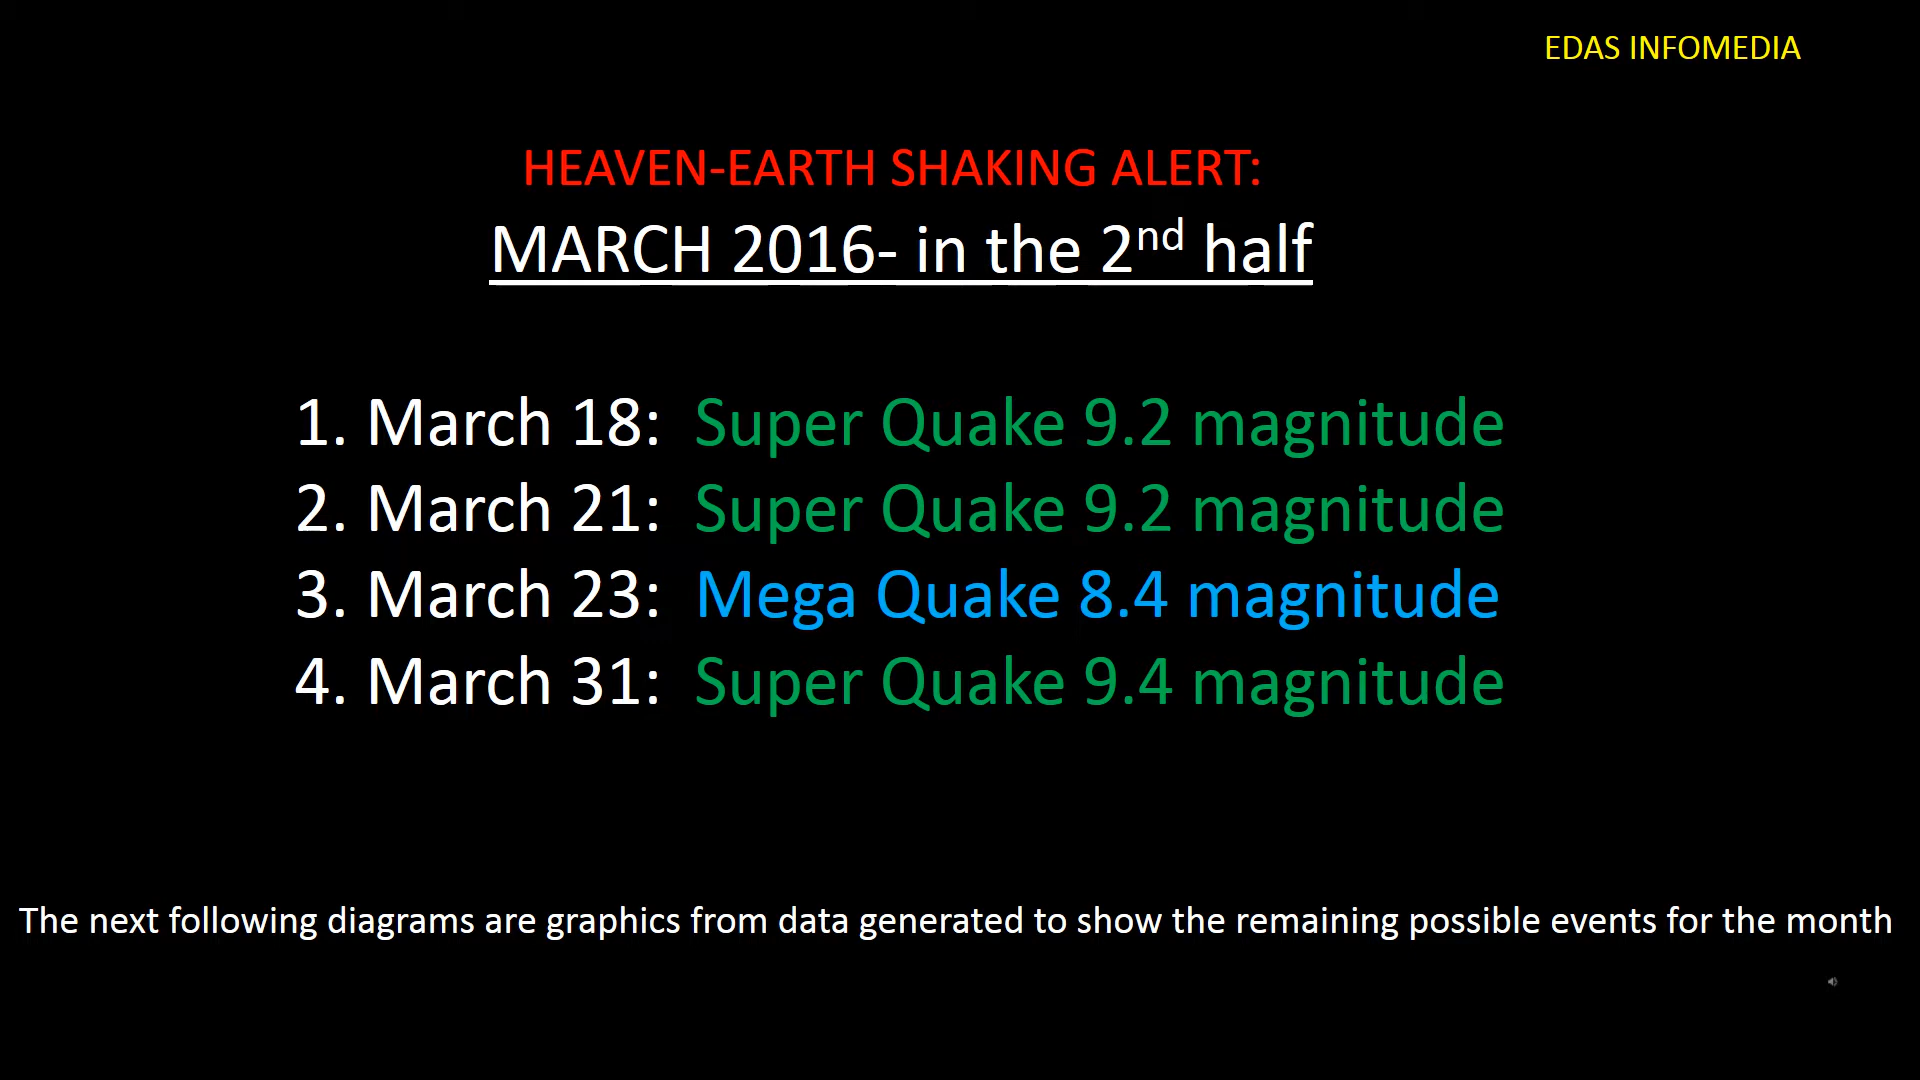 EDAS INFOMEDIA
HEAVEN-EARTH SHAKING ALERT:
MARCH 2016- in the 2nd half
1. March 18: Super Quake 9.2 magnitude
2. March 21: Super Quake 9.2 magnitude
3. March 23: Mega Quake 8.4 magnitude
4. March 31: Super Quake 9.4 magnitude
The next following diagrams are graphics from data generated to show the remaining possible events for the month